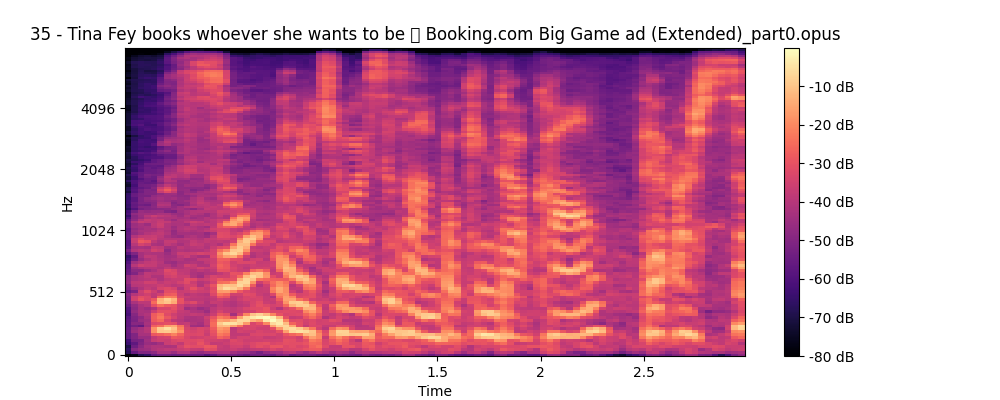 35 - Tina Fey books whoever she wants to be ▯ Booking.com Big Game ad (Extended)_part0.opus
4096
2048
1024
512
0
Hz
0
0.5
1
1.5
2
2.5
Time
-10 dB
-20 dB
-30 dB
-40 dB
-50 dB
-60 dB
-70 dB
-80 dB